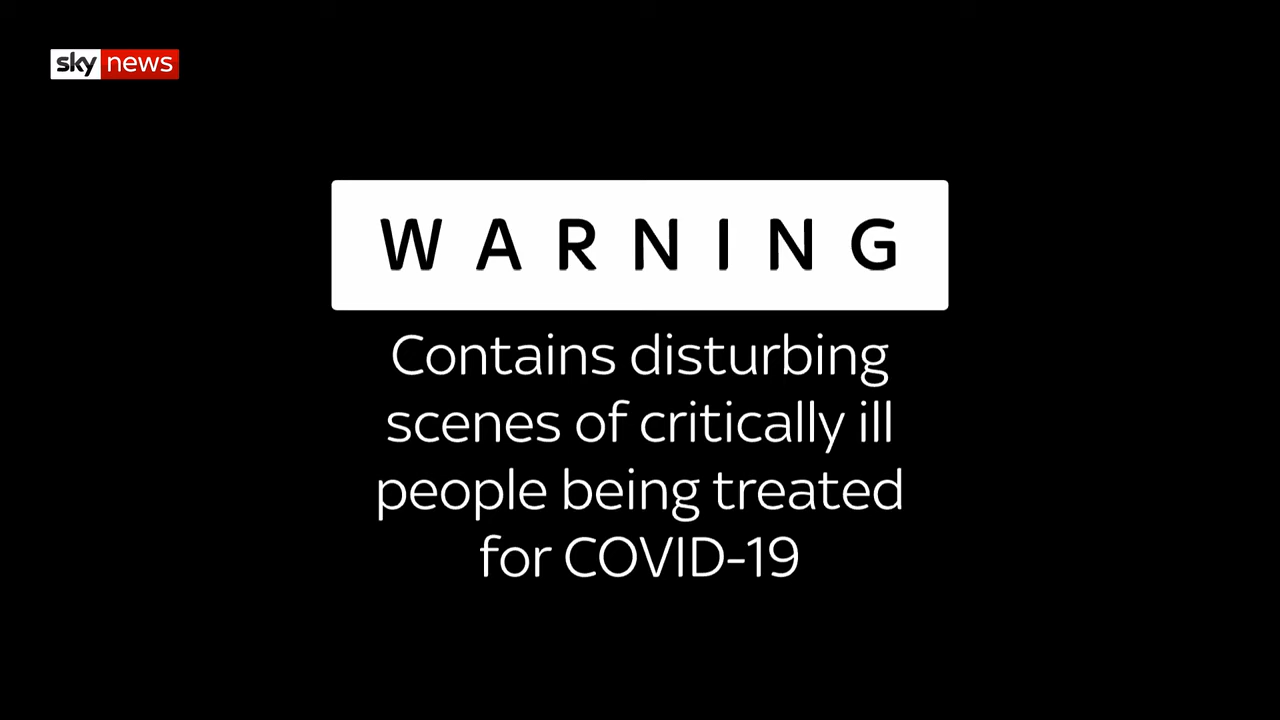 sky news
WARNING
Contains disturbing
scenes of critically ill
people being treated
for COVID-19